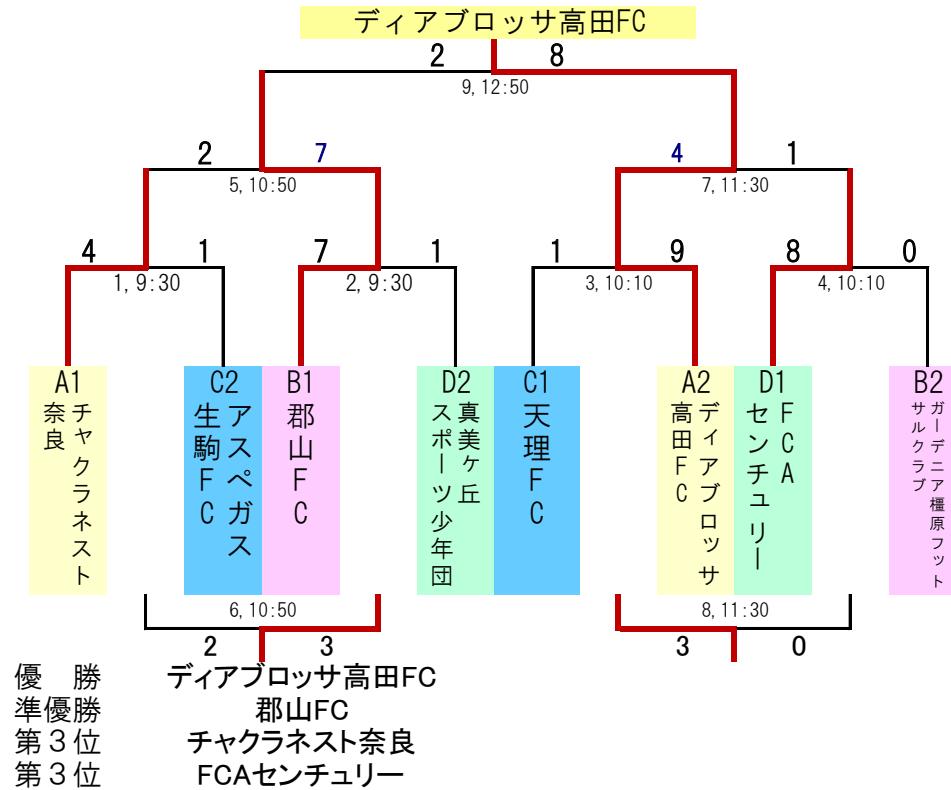 ディアブロッサ高田FC
2 8
9,12:50
2 7 4 1
5,10:50 7,11:30
4 1 7 1 1 9 8 0
1,9:30 2,9:30 3,10:10 4,10:10
A1 C2 B1 D2 C1 A2 D1 B2
チャクラネスト
奈良
アスペガス
生駒FC
郡山FC
真美ヶ丘
スポーツ少年団
天理FC
ディアブロッサ
高田FC
FCA
センチュリー
ガーデニア橿原フット
サルクラブ
6,10:50 8,11:30
2 3 3 0
優　勝 ディアブロッサ高田FC
準優勝 郡山FC
第３位 チャクラネスト奈良
第３位 FCAセンチュリー